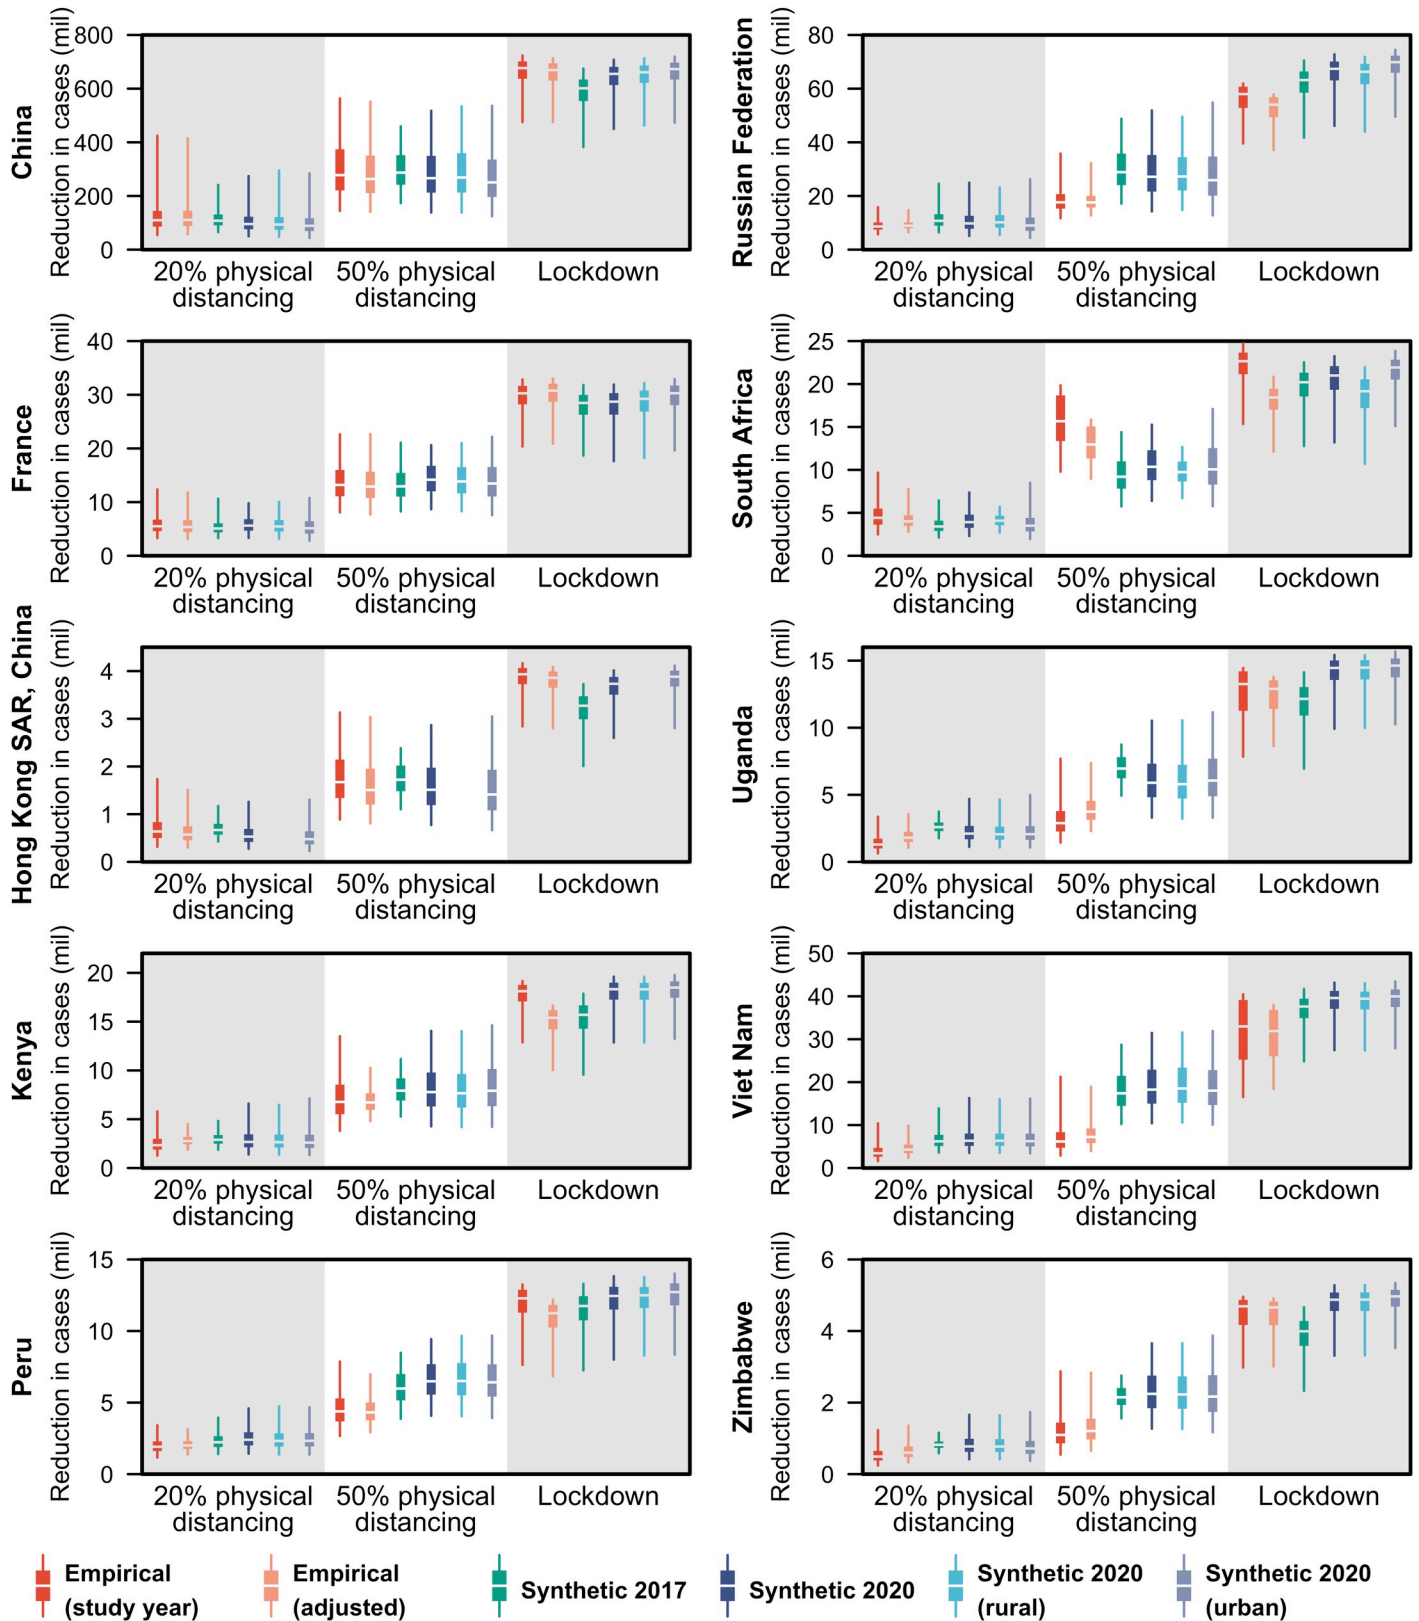 China
Reduction in cases (mil)
800
600
400
200
0
20% physical distancing
50% physical distancing
Lockdown
Russian Federation
Reduction in cases (mil)
80
60
40
20
0
20% physical distancing
50% physical distancing
Lockdown
France
Reduction in cases (mil)
40
30
20
10
0
20% physical distancing
50% physical distancing
Lockdown
South Africa
Reduction in cases (mil)
25
20
15
10
5
0
20% physical distancing
50% physical distancing
Lockdown
Hong Kong SAR, China
Reduction in cases (mil)
4
3
2
1
0
20% physical distancing
50% physical distancing
Lockdown
Uganda
Reduction in cases (mil)
15
10
5
0
20% physical distancing
50% physical distancing
Lockdown
Kenya
Reduction in cases (mil)
20
15
10
5
0
20% physical distancing
50% physical distancing
Lockdown
Viet Nam
Reduction in cases (mil)
50
40
30
20
10
0
20% physical distancing
50% physical distancing
Lockdown
Peru
Reduction in cases (mil)
15
10
5
0
20% physical distancing
50% physical distancing
Lockdown
Zimbabwe
Reduction in cases (mil)
6
4
2
0
20% physical distancing
50% physical distancing
Lockdown
Empirical
(study year)
Empirical
(adjusted)
Synthetic 2017
Synthetic 2020
Synthetic 2020
(rural)
Synthetic 2020
(urban)